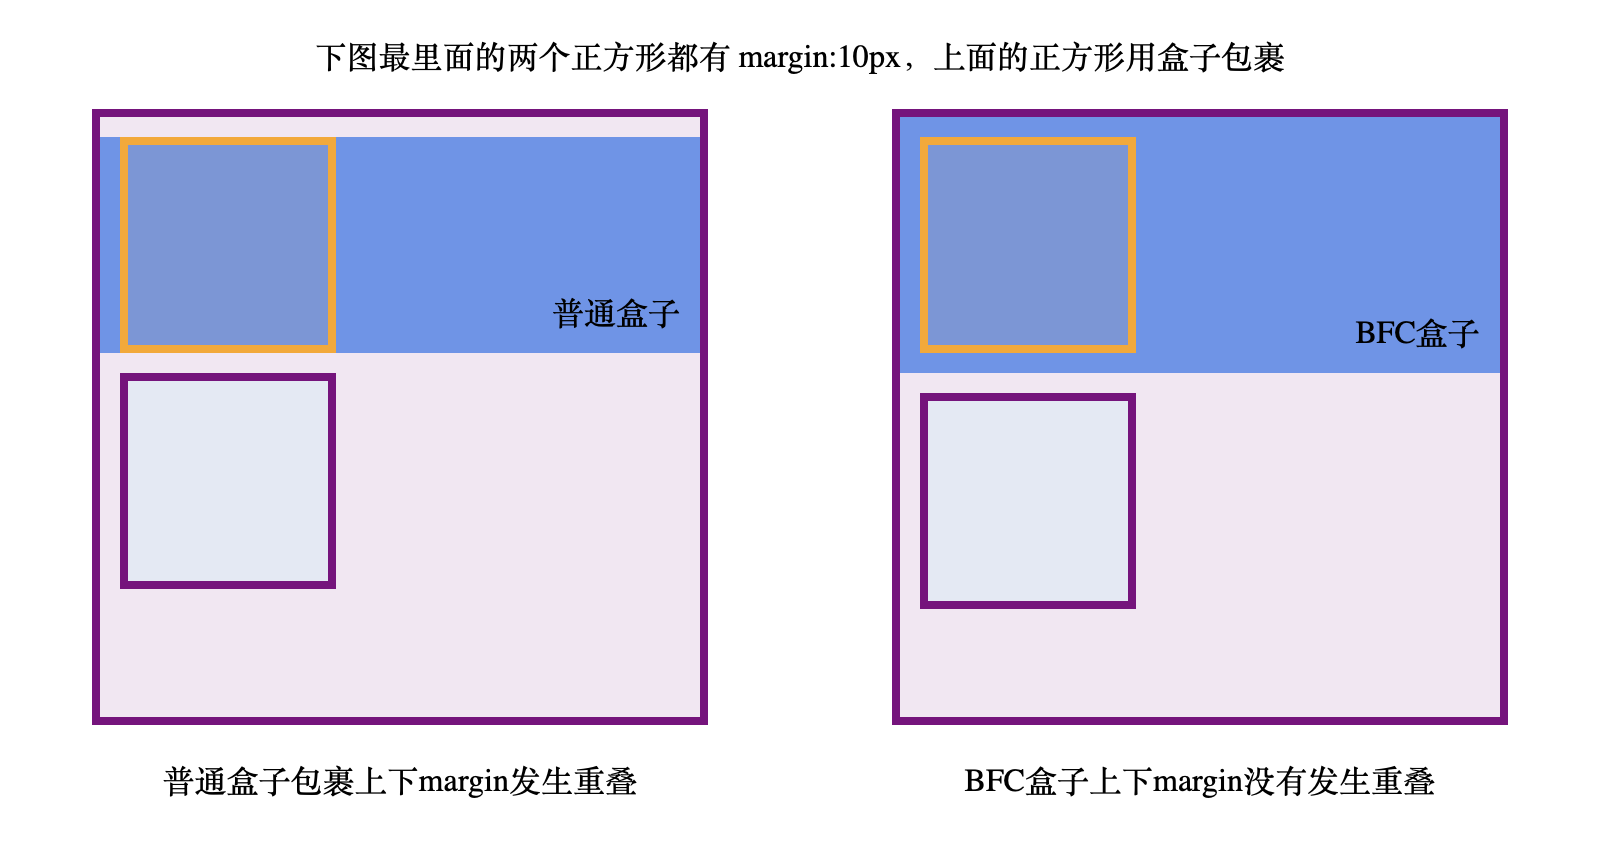 下图最里面的两个正方形都有 margin:10px，上面的正方形用盒子包裹
普通盒子
BFC盒子
普通盒子包裹上下margin发生重叠
BFC盒子上下margin没有发生重叠